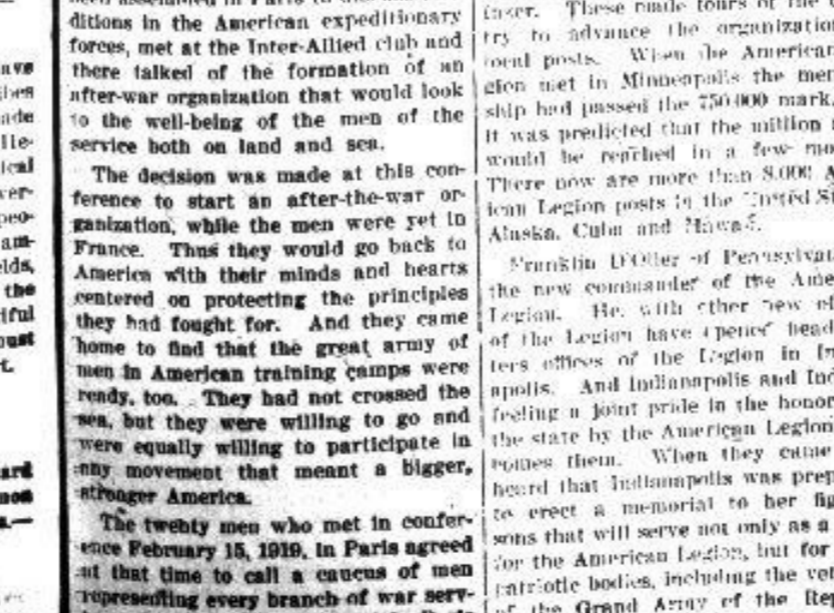 ditions in the American expeditionary
forces, met at the Inter-Allied club and
there talked of the formation of an
after-war organization that would look
to the well-being of the men of the
service both on land and sea.
The decision was made at this con-
ference to start an after-the-war or-
ganization, while the men were yet in
France. Thus they would go back to
America with their minds and hearts
centered on protecting the principles
they had fought for. And they came
home to find that the great army of
men in American training camps were
ready, too. They had not crossed the
sea, but they were willing to go and
were equally willing to participate in
any movement that meant a bigger,
stronger America.
The twenty men who met in confer-
ence February 15, 1919, in Paris agreed
at that time to call a caucus of men
representing every branch of war serv-
These made tours of the
try to advance the organization
local posts. When the American
gion met in Minneapolis the mem
ship had passed the 750,000 mark.
it was predicted that the million
would be reached in a few mo
There now are more than 8,000 A
ican Legion posts in the United St
Alaska, Cuba and Hawaii.
Franklin D'Olier of Pennsylvai
the new commander of the Ame
Legion. He, with other new of
of the Legion have opened head
ters offices of the Legion in In
apolis. And Indianapolis and Ind
feeling a joint pride in the honor
the state by the American Legion
comes them. When they came
heard that Indianapolis was prep
to erect a memorial to her fig
sons that will serve not only as a
for the American Legion, but for
patriotic bodies, including the vet
of the Grand Army of the Rep